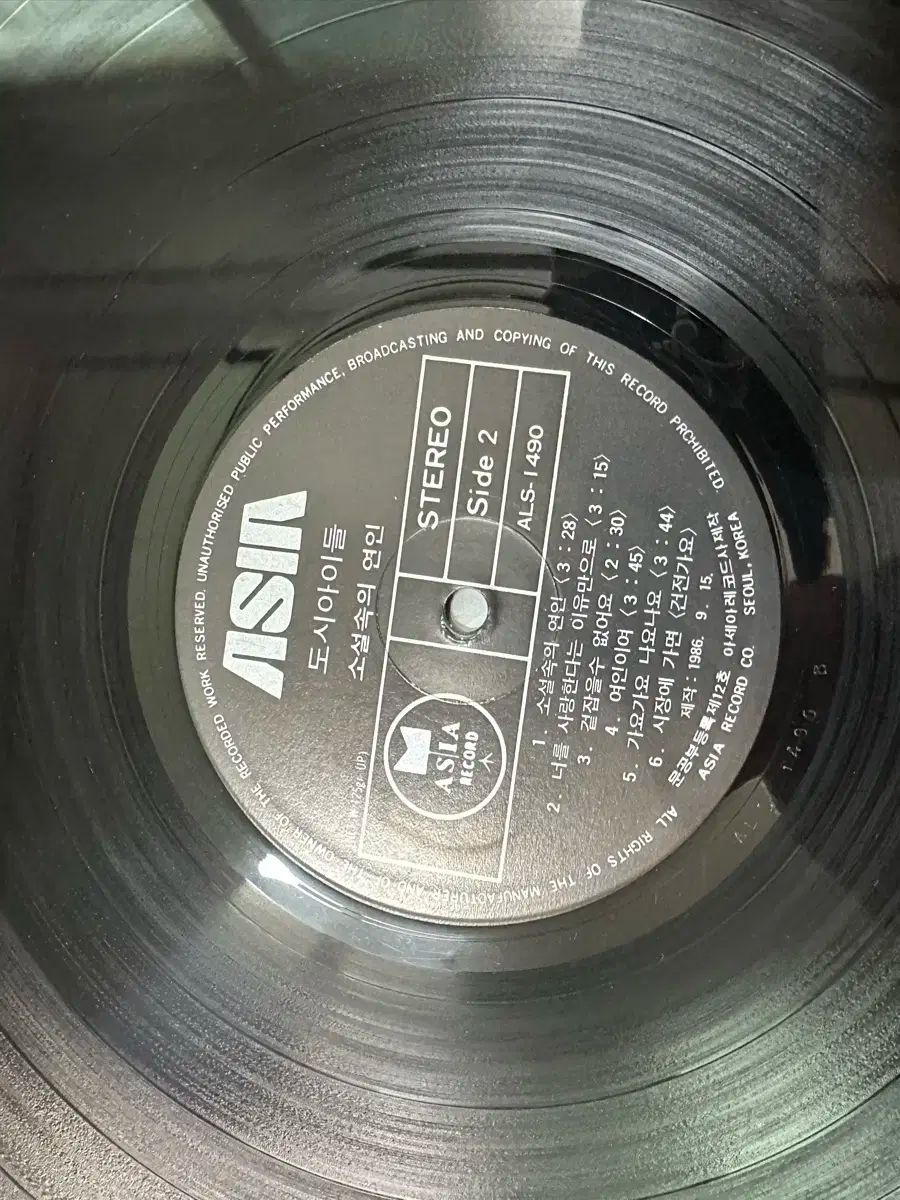 ASIA
도시아이들
소설속의 연인
STEREO
Side 2
ALS-1490
ASIA
RECORD
1. 소설속의 연인 〈3:28〉
2. 너를 사랑한다는 이유만으로 〈3:15〉
3. 걷잡을수 없어요 〈2:30〉
4. 여인이여 〈3:45〉
5. 가요가요 나요나요 〈3:44〉
6. 시장에 가면 〈건전가요〉
제작:1986. 9. 15.
문공부등록 제12호 아세아레코드사제작
ASIA RECORD CO. SEOUL, KOREA
ALL RIGHTS OF THE MANUFACTURER AND OF THE OWNER OF THE RECORDED WORK RESERVED. UNAUTHORISED PUBLIC PERFORMANCE, BROADCASTING AND COPYING OF THIS RECORD PRCHIBITED.